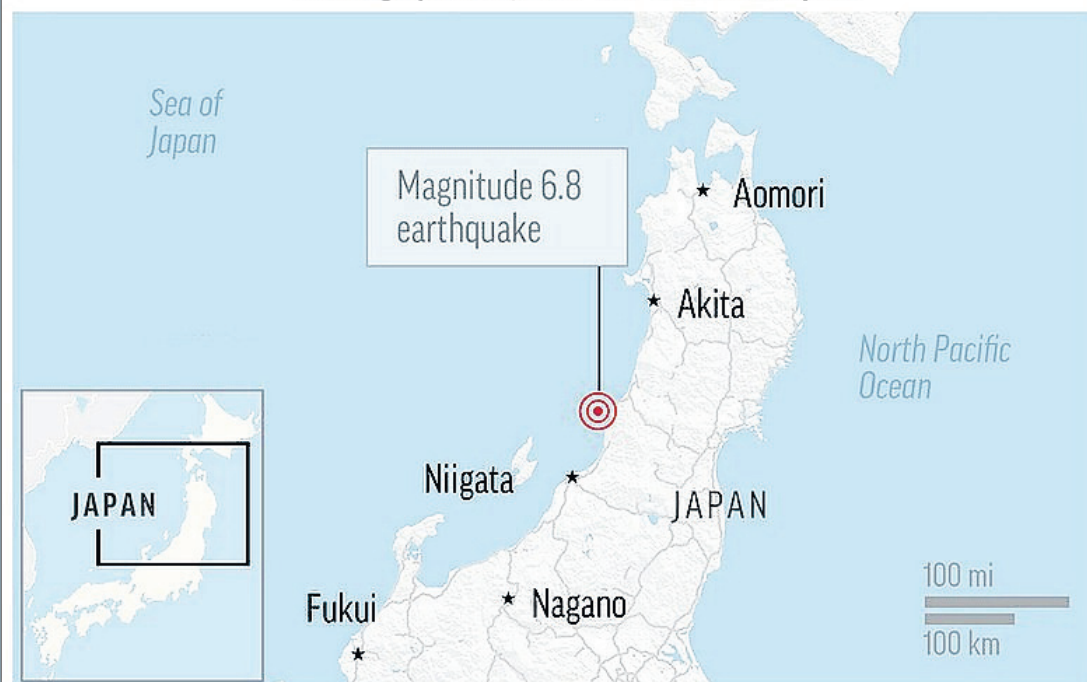 Sea of
Japan
Magnitude 6.8
earthquake
Aomori
Akita
North Pacific
Ocean
Niigata
JAPAN
JAPAN
100 mi
100 km
Fukui
Nagano